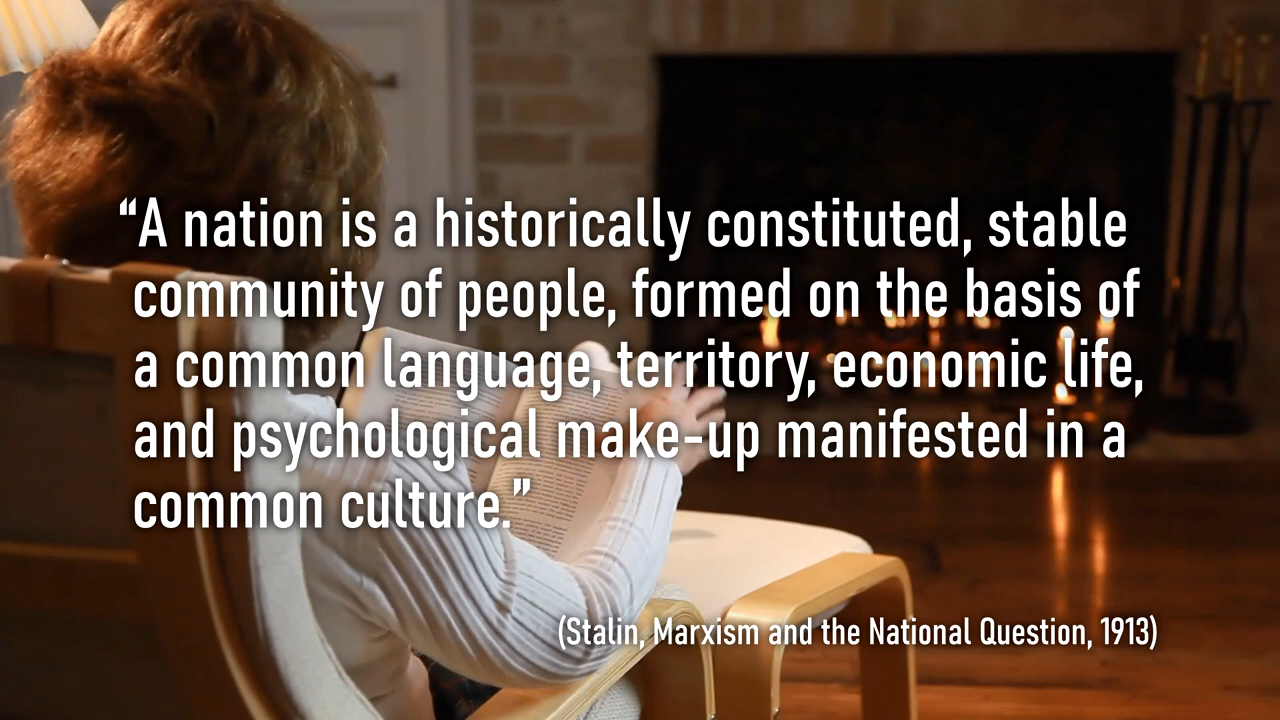 “A nation is a historically constituted, stable
community of people, formed on the basis of
a common language, territory, economic life,
and psychological make-up manifested in a
common culture.”
(Stalin, Marxism and the National Question, 1913)